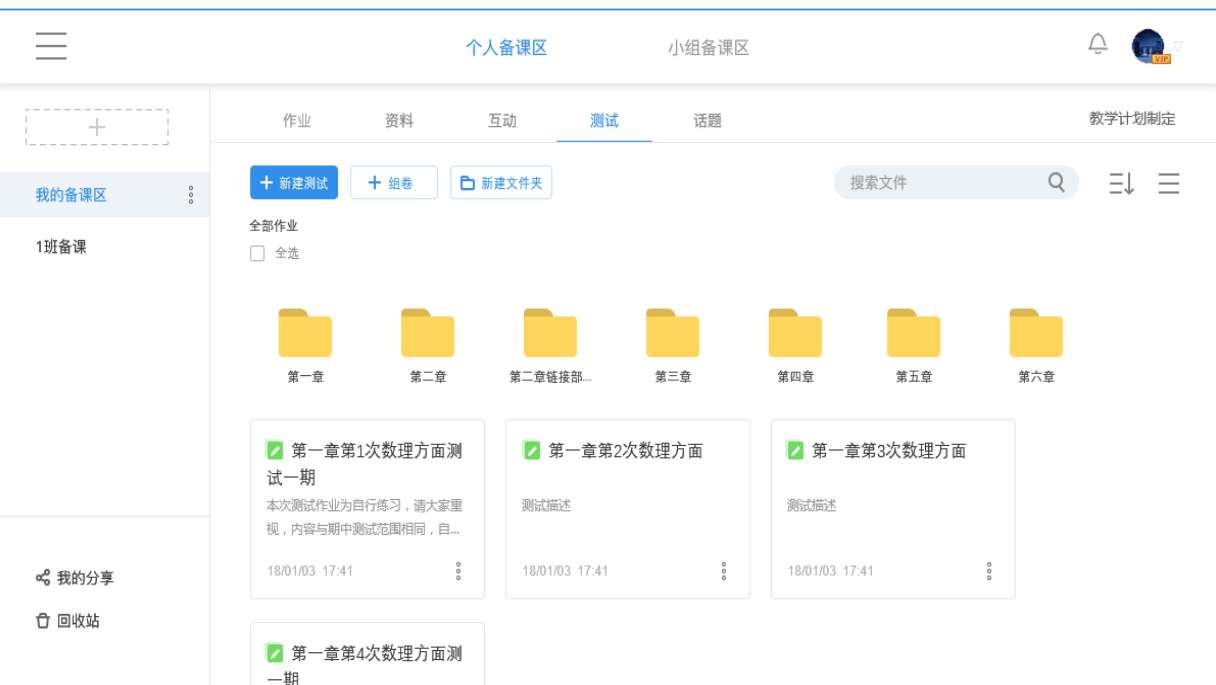 个人备课区
小组备课区
VIP
作业
资料
互动
测试
话题
教学计划制定
我的备课区
1班备课
新建测试
组卷
新建文件夹
搜索文件
全部作业
全选
第一章
第二章
第二章链接部...
第三章
第四章
第五章
第六章
第一章第1次数理方面测
试一期
本次测试作业为自行练习，请大家重
视，内容与期中测试范围相同，自...
18/01/03 17:41
第一章第2次数理方面
测试描述
18/01/03 17:41
第一章第3次数理方面
测试描述
18/01/03 17:41
第一章第4次数理方面测
一期
我的分享
回收站